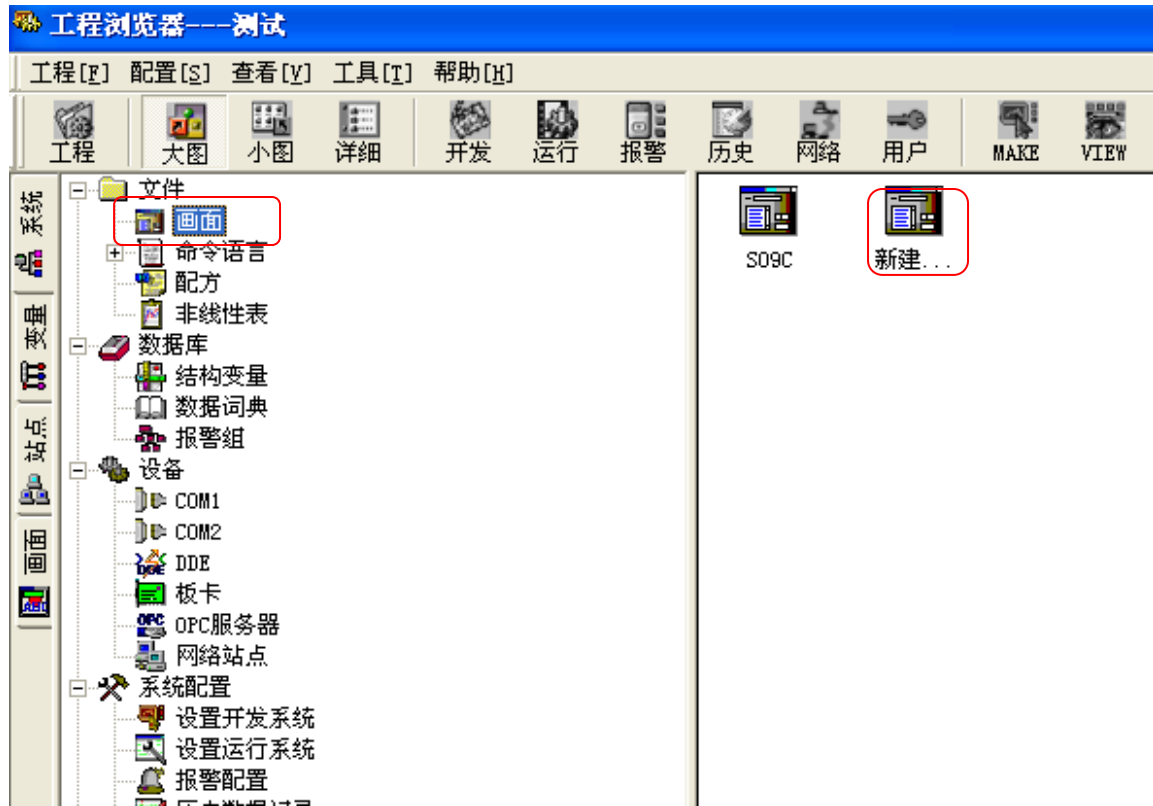 工程浏览器---测试
工程[F] 配置[S] 查看[V] 工具[T] 帮助[H]
工程 大图 小图 详细 开发 运行 报警 历史 网络 用户 MAKE VIEW
系统
变量
站点
画面
文件
画面
命令语言
配方
非线性表
数据库
结构变量
数据词典
报警组
设备
COM1
COM2
DDE
板卡
OPC服务器
网络站点
系统配置
设置开发系统
设置运行系统
报警配置
历史数据记录
S09C
新建...